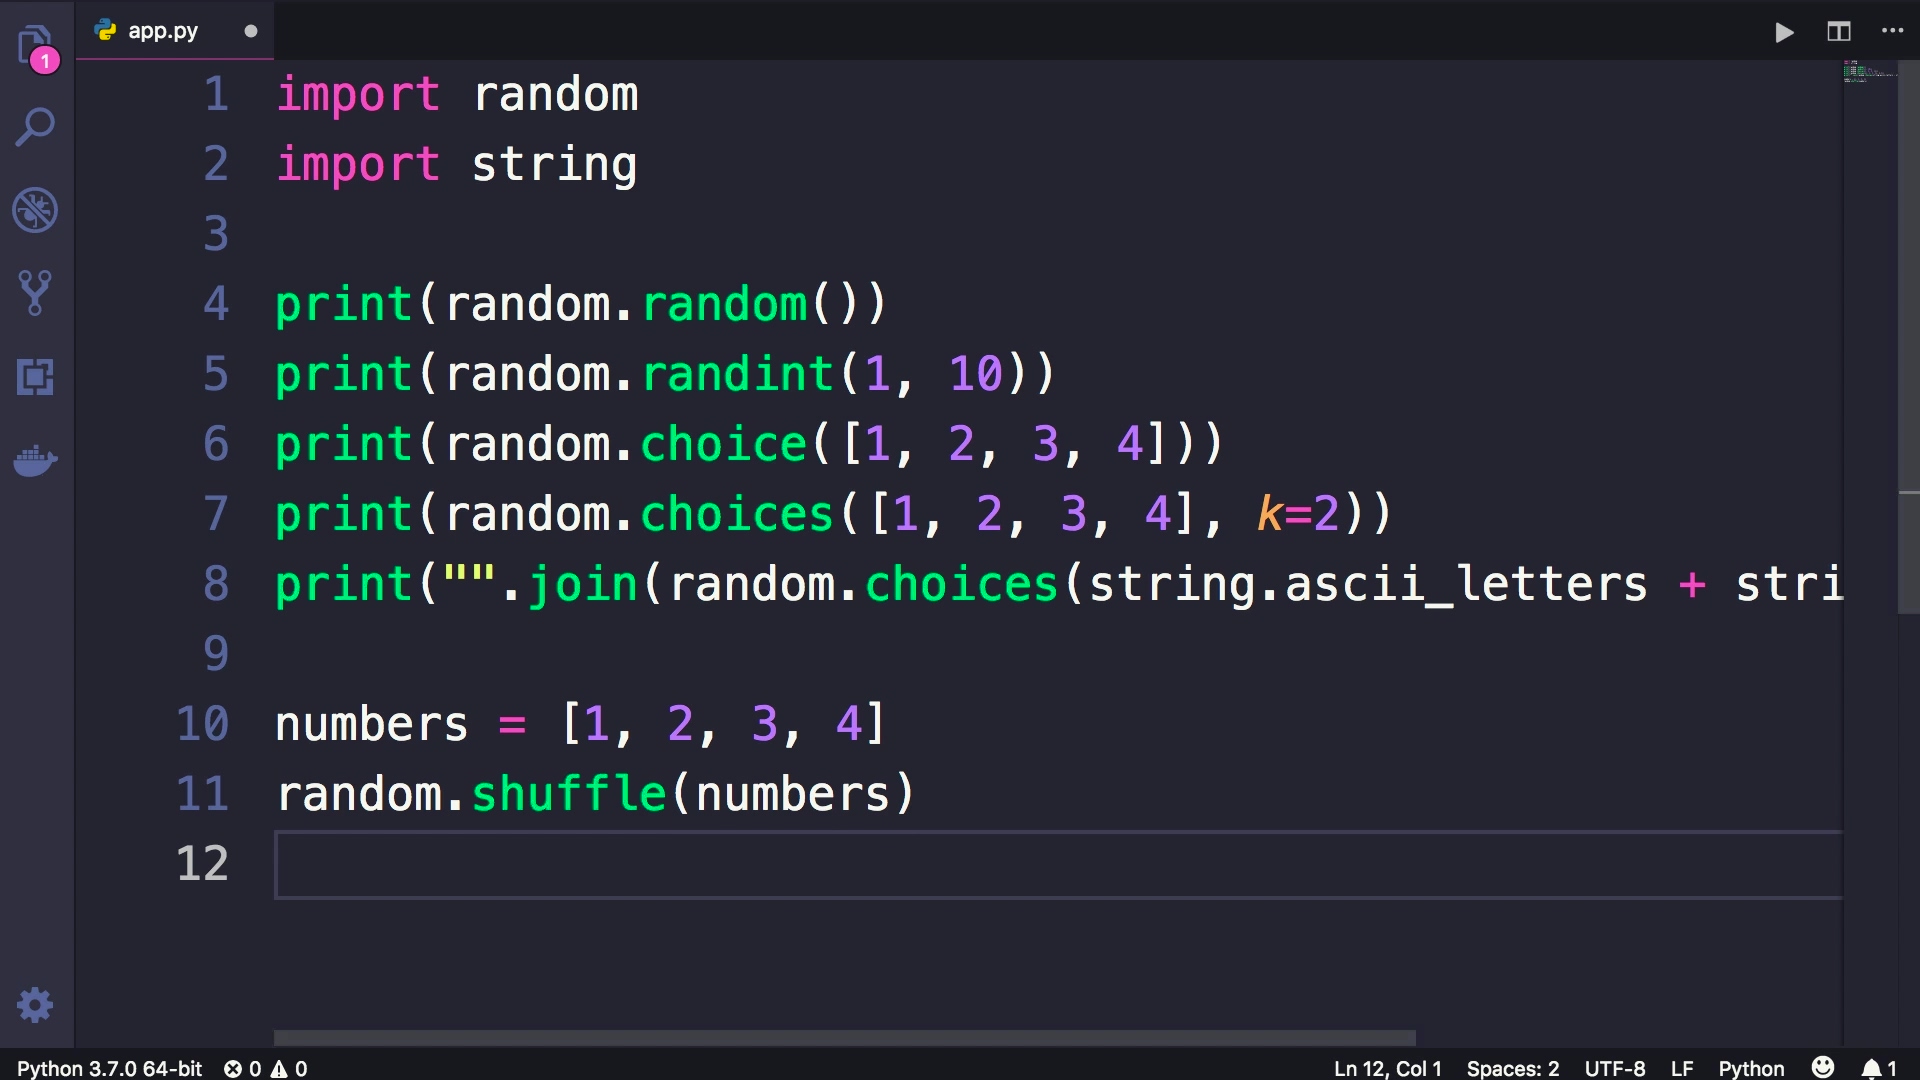 app.py
1
1 import random
2 import string
3
4 print(random.random())
5 print(random.randint(1, 10))
6 print(random.choice([1, 2, 3, 4]))
7 print(random.choices([1, 2, 3, 4], k=2))
8 print("".join(random.choices(string.ascii_letters + stri
9
10 numbers = [1, 2, 3, 4]
11 random.shuffle(numbers)
12
Python 3.7.0 64-bit 0 0 Ln 12, Col 1 Spaces: 2 UTF-8 LF Python 1